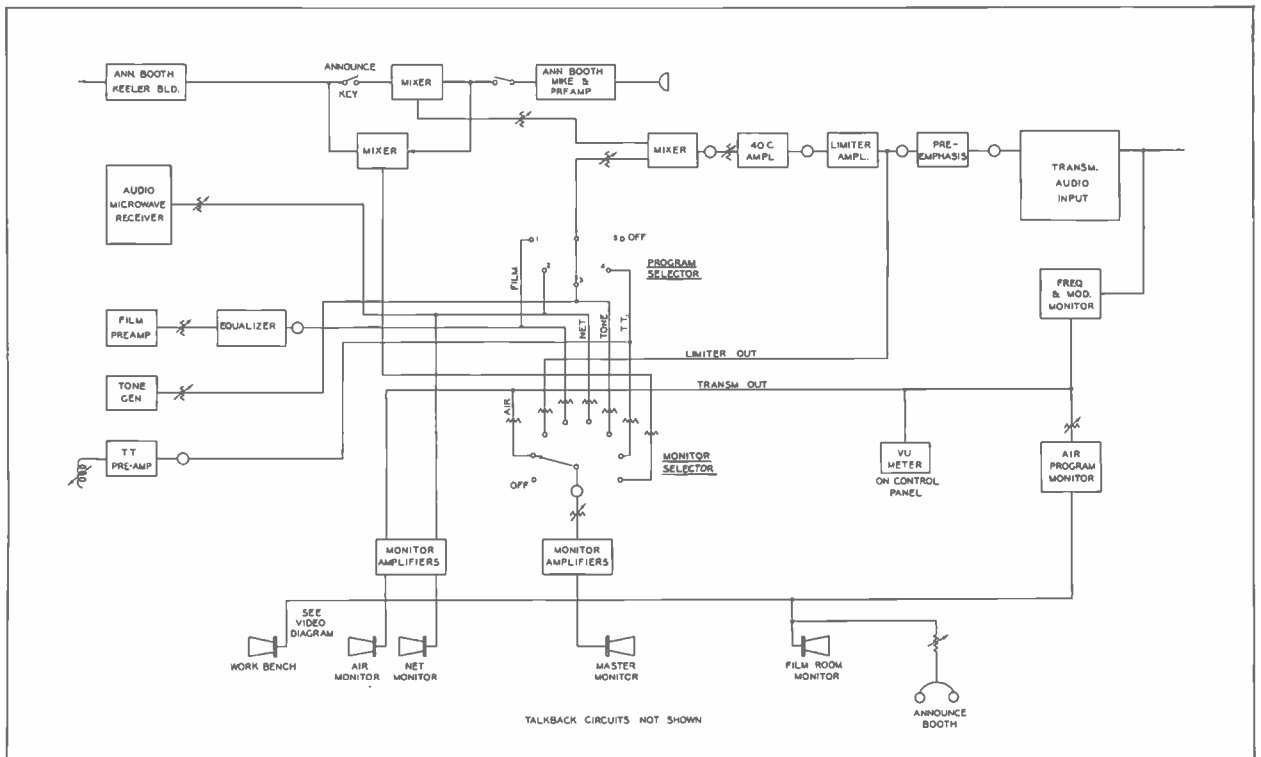 ANNOUNCE
KEY
ANN. BOOTH
KEELER BLD.
MIXER
ANN BOOTH
MIKE &
PREAMP
MIXER
MIXER
40C
AMPL
LIMITER
AMPL.
PRE-
EMPHASIS
TRANSM.
AUDIO
INPUT
AUDIO
MICROWAVE
RECEIVER
1
2
3
4
5 OFF
PROGRAM
SELECTOR
FILM
NET
TONE
T.T.
FREQ
& MOD.
MONITOR
FILM
PREAMP
EQUALIZER
LIMITER OUT
TONE
GEN
TRANSM OUT
AIR
TT
PRE-AMP
MONITOR
SELECTOR
OFF
VU
METER
ON CONTROL
PANEL
AIR
PROGRAM
MONITOR
MONITOR
AMPLIFIERS
MONITOR
AMPLIFIERS
SEE
VIDEO
DIAGRAM
WORK BENCH
AIR
MONITOR
NET
MONITOR
MASTER
MONITOR
FILM ROOM
MONITOR
ANNOUNCE
BOOTH
TALKBACK CIRCUITS NOT SHOWN